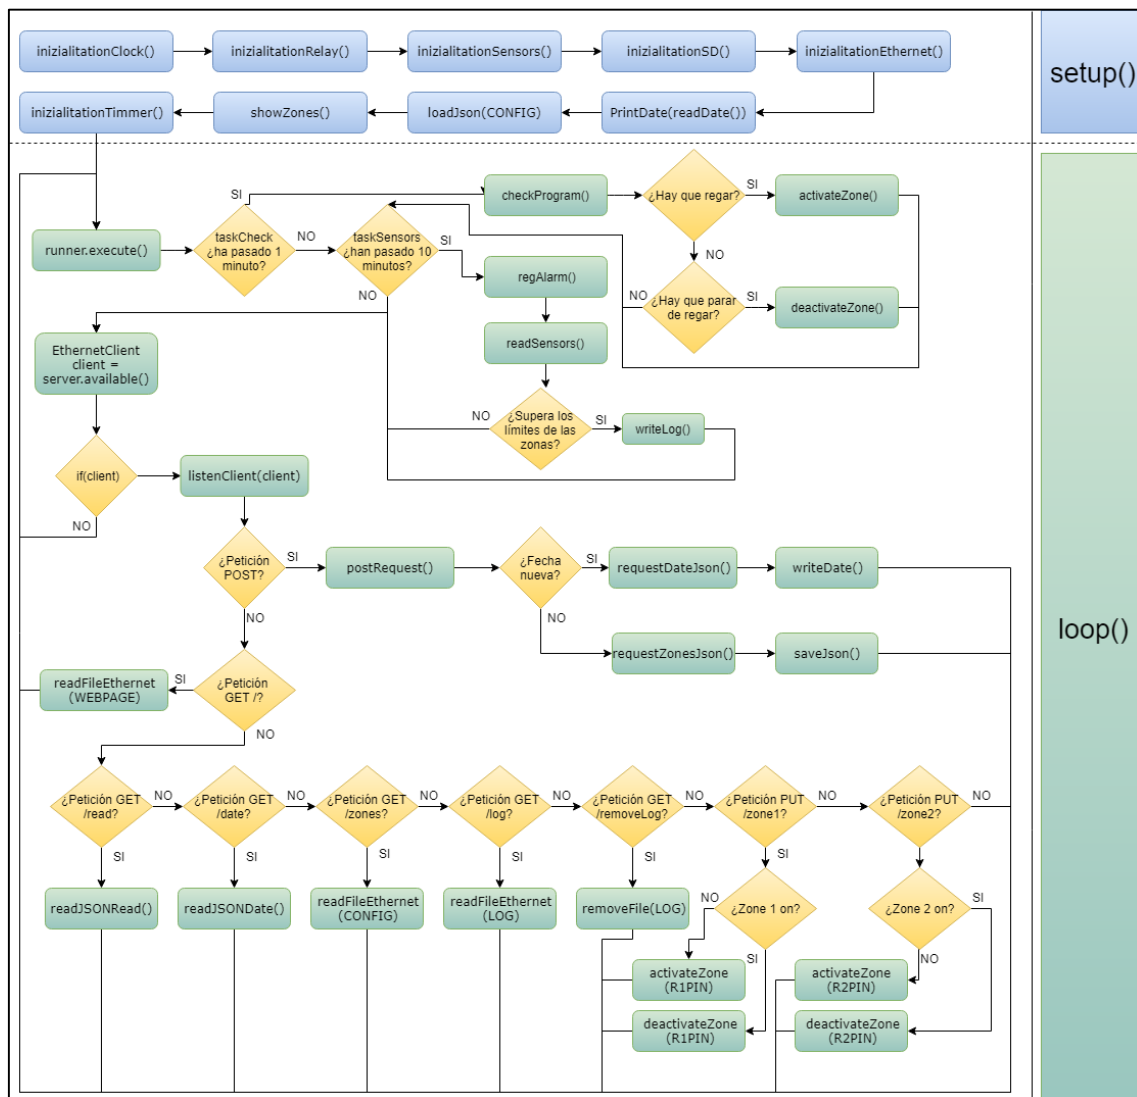 inizialitationClock()
inizialitationRelay()
inizialitationSensors()
inizialitationSD()
inizialitationEthernet()
setup()
inizialitationTimmer()
showZones()
loadJson(CONFIG)
PrintDate(readDate())
SI
checkProgram()
¿Hay que regar?
SI
activateZone()
runner.execute()
taskCheck
¿ha pasado 1
minuto?
NO
taskSensors
¿han pasado 10
minutos?
SI
NO
regAlarm()
NO
¿Hay que parar
de regar?
NO
SI
deactivateZone()
readSensors()
EthernetClient
client =
server.available()
NO
¿Supera los
límites de las
zonas?
SI
writeLog()
if(client)
NO
listenClient(client)
¿Petición
POST?
SI
postRequest()
¿Fecha
nueva?
SI
requestDateJson()
writeDate()
NO
NO
requestZonesJson()
saveJson()
loop()
readFileEthernet
(WEBPAGE)
SI
¿Petición
GET /?
NO
¿Petición GET
/read?
NO
¿Petición GET
/date?
NO
¿Petición GET
/zones?
NO
¿Petición GET
/log?
NO
¿Petición GET
/removeLog?
NO
¿Petición PUT
/zone1?
NO
¿Petición PUT
/zone2?
NO
SI
SI
SI
SI
SI
SI
readJSONRead()
readJSONDate()
readFileEthernet
(CONFIG)
readFileEthernet
(LOG)
removeFile(LOG)
NO
¿Zone 1 on?
SI
¿Zone 2 on?
SI
NO
activateZone
(R1PIN)
activateZone
(R2PIN)
deactivateZone
(R1PIN)
deactivateZone
(R2PIN)